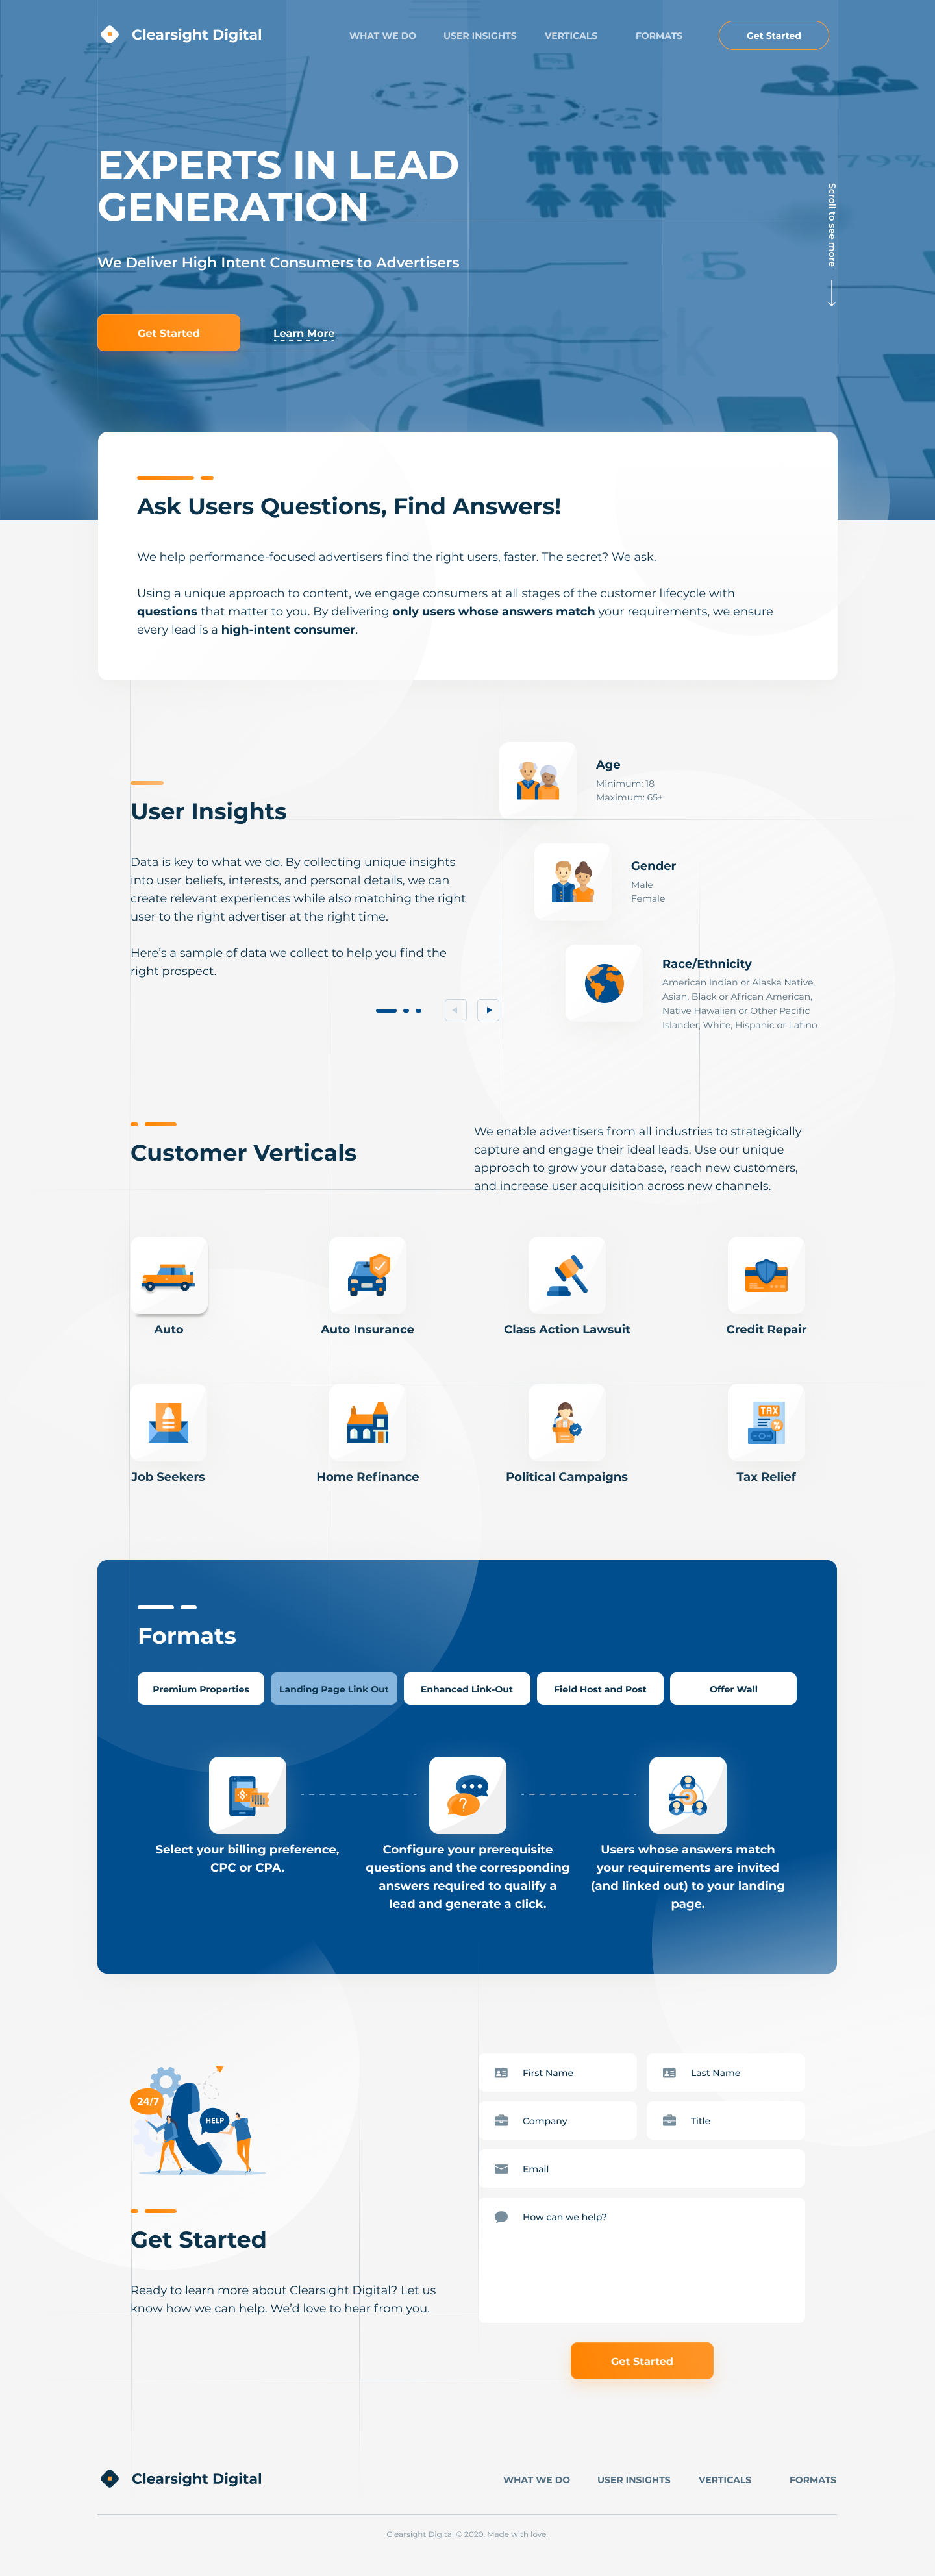 Clearsight Digital
WHAT WE DO
USER INSIGHTS
VERTICALS
FORMATS
Get Started
17
31
79%
5
EXPERTS IN LEAD
GENERATION
Scroll to see more
We Deliver High Intent Consumers to Advertisers
Get Started
Learn More
Ask Users Questions, Find Answers!
We help performance-focused advertisers find the right users, faster. The secret? We ask.
Using a unique approach to content, we engage consumers at all stages of the customer lifecycle with
questions that matter to you. By delivering only users whose answers match your requirements, we ensure
every lead is a high-intent consumer.
User Insights
Data is key to what we do. By collecting unique insights
into user beliefs, interests, and personal details, we can
create relevant experiences while also matching the right
user to the right advertiser at the right time.
Here's a sample of data we collect to help you find the
right prospect.
Age
Minimum: 18
Maximum: 65+
Gender
Male
Female
Race/Ethnicity
American Indian or Alaska Native,
Asian, Black or African American,
Native Hawaiian or Other Pacific
Islander, White, Hispanic or Latino
Customer Verticals
We enable advertisers from all industries to strategically
capture and engage their ideal leads. Use our unique
approach to grow your database, reach new customers,
and increase user acquisition across new channels.
Auto
Auto Insurance
Class Action Lawsuit
Credit Repair
TAX
Job Seekers
Home Refinance
Political Campaigns
Tax Relief
Formats
Premium Properties
Landing Page Link Out
Enhanced Link-Out
Field Host and Post
Offer Wall
$
?
Select your billing preference,
CPC or CPA.
Configure your prerequisite
questions and the corresponding
answers required to qualify a
lead and generate a click.
Users whose answers match
your requirements are invited
(and linked out) to your landing
page.
24/7
HELP
Get Started
Ready to learn more about Clearsight Digital? Let us
know how we can help. We'd love to hear from you.
First Name
Last Name
Company
Title
Email
How can we help?
Get Started
Clearsight Digital
WHAT WE DO
USER INSIGHTS
VERTICALS
FORMATS
Clearsight Digital © 2020. Made with love.